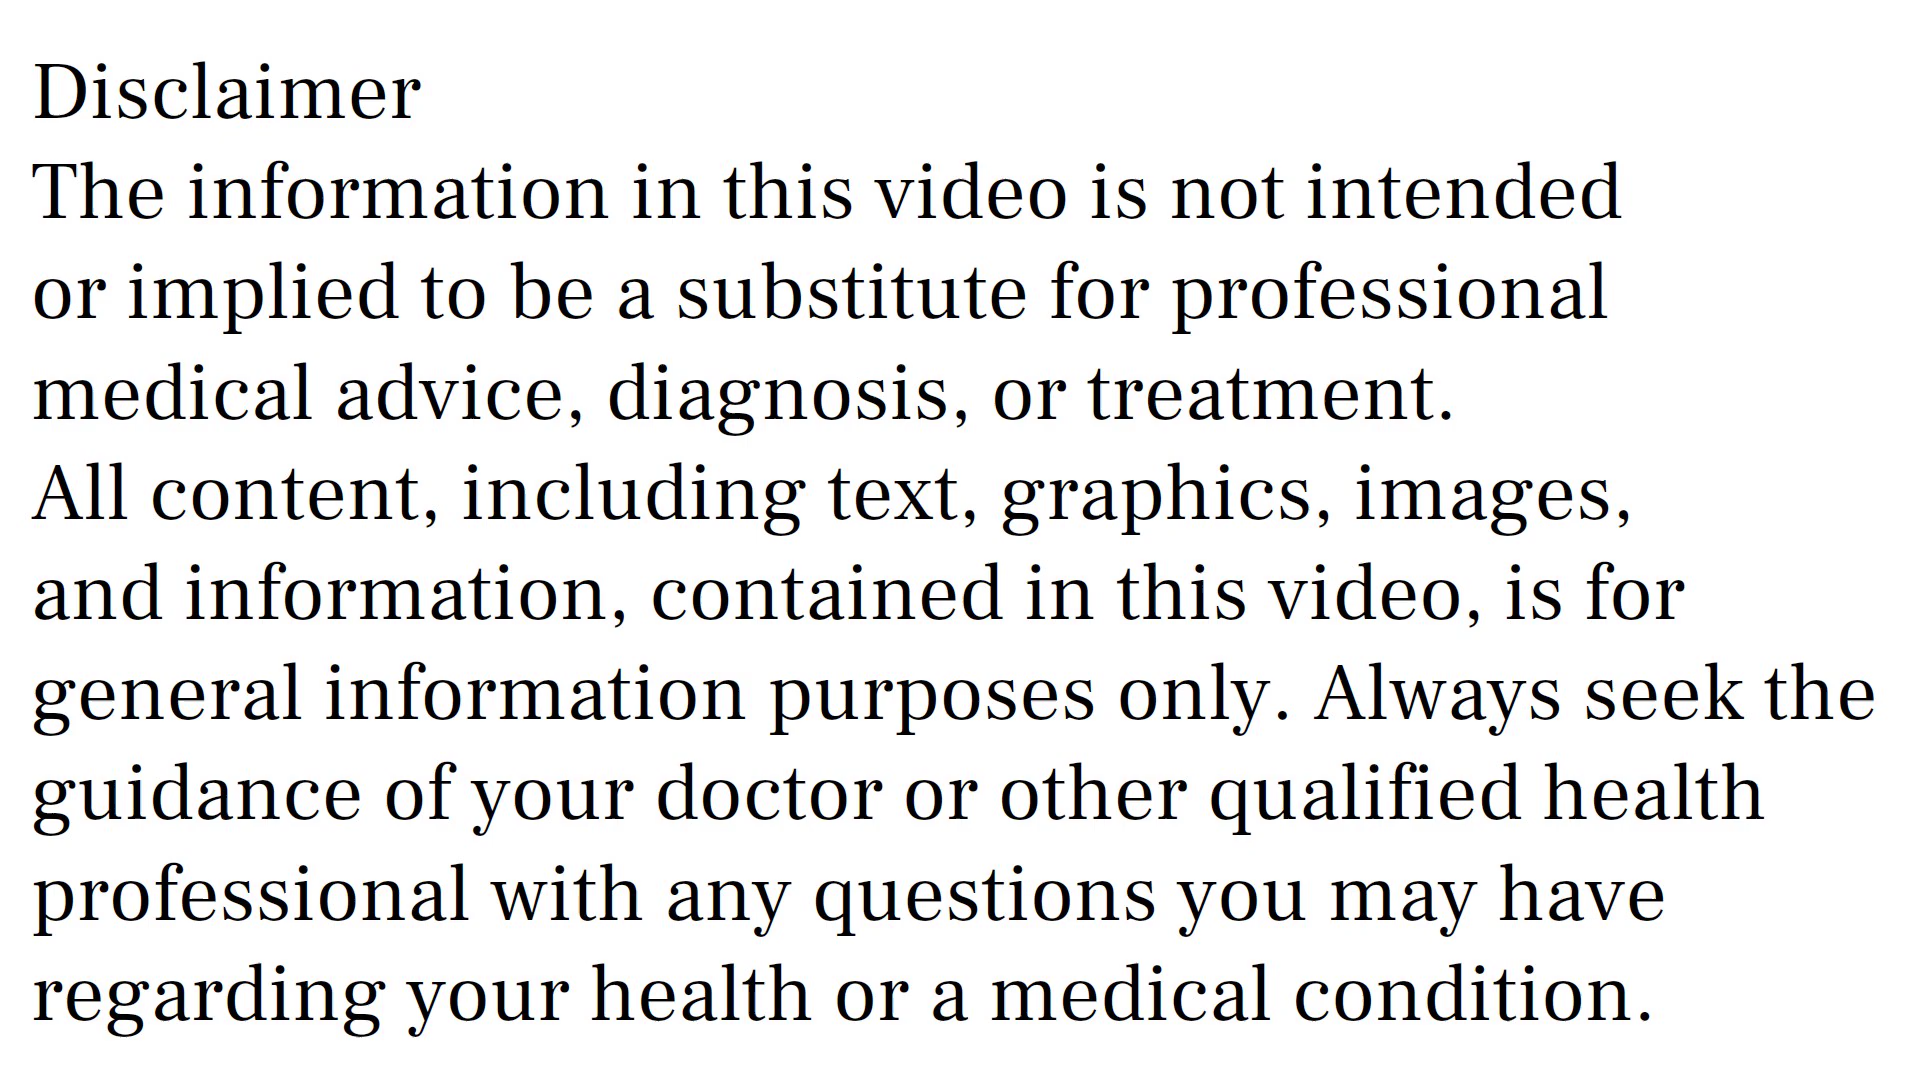 Disclaimer
The information in this video is not intended
or implied to be a substitute for professional
medical advice, diagnosis, or treatment.
All content, including text, graphics, images,
and information, contained in this video, is for
general information purposes only. Always seek the
guidance of your doctor or other qualified health
professional with any questions you may have
regarding your health or a medical condition.